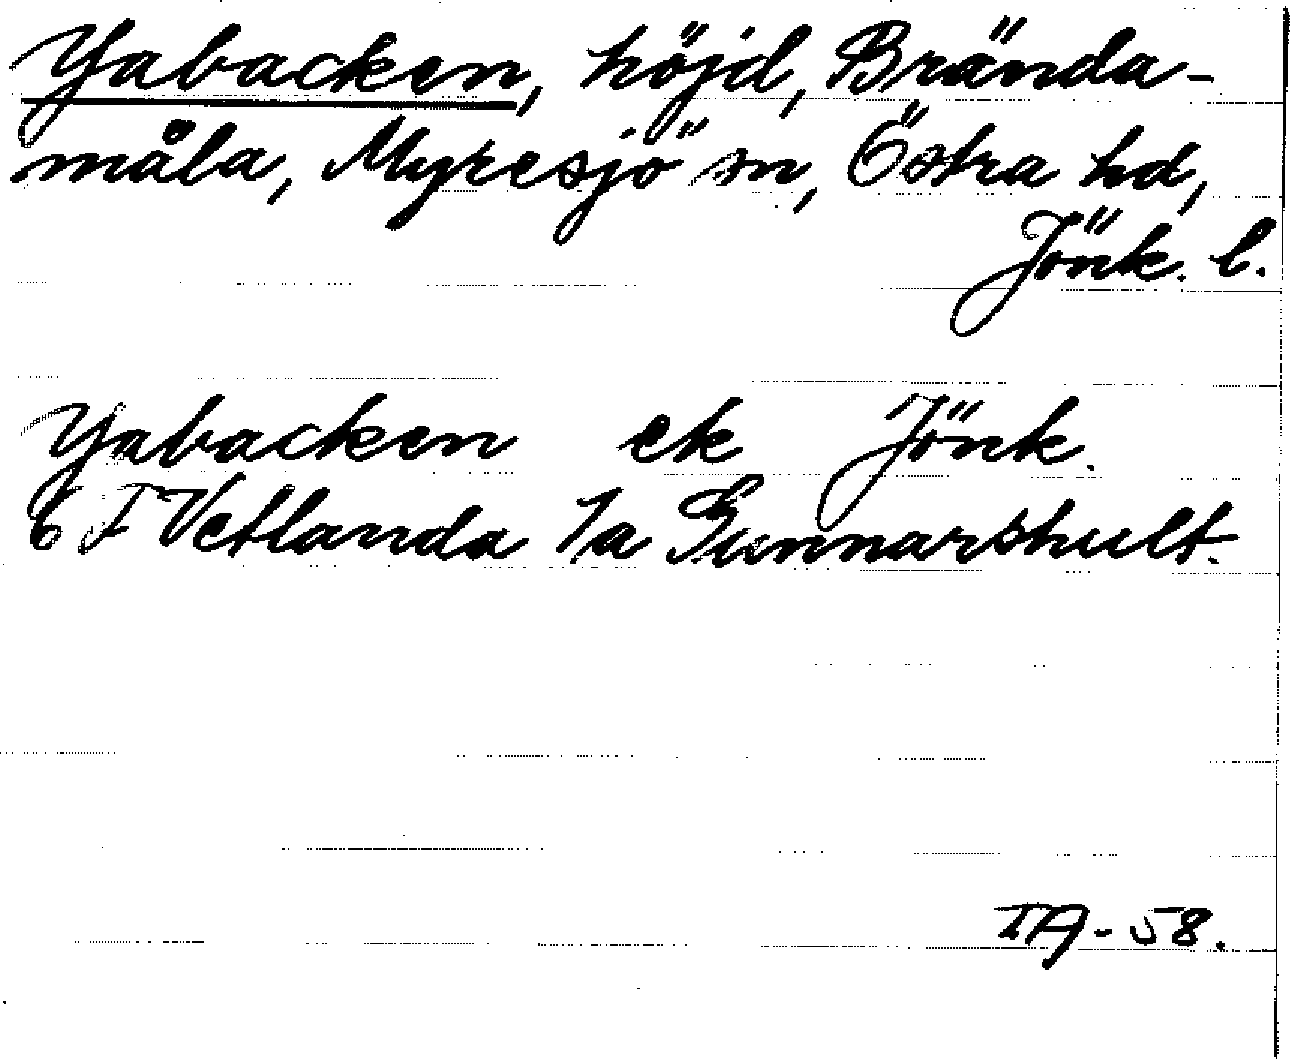 Yabacken, höjd, Brända-
måla, Myresjö sn, Östra hd,
Jönk. l.
Yabacken ek Jönk.
6 F Vetlanda 1a Gunnarshult.
IA-58.